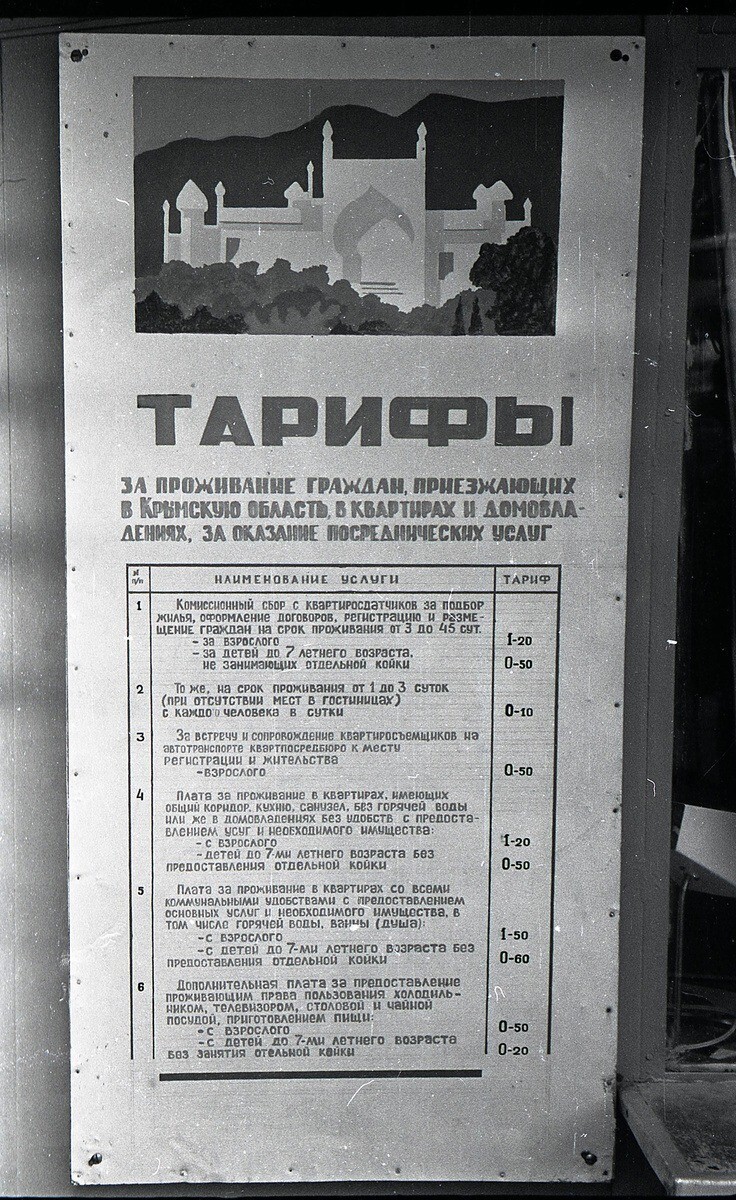 ТАРИФЫ
ЗА ПРОЖИВАНИЕ ГРАЖДАН, ПРИЕЗЖАЮЩИХ
В КРЫМСКУЮ ОБЛАСТЬ, В КВАРТИРАХ И ДОМОВЛА-
ДЕНИЯХ, ЗА ОКАЗАНИЕ ПОСРЕДНИЧЕСКИХ УСЛУГ
№ п/п НАИМЕНОВАНИЕ УСЛУГИ ТАРИФ
1 КОМИССИОННЫЙ СБОР С КВАРТИРОСДАТЧИКОВ ЗА ПОДБОР
ЖИЛЬЯ, ОФОРМЛЕНИЕ ДОГОВОРОВ, РЕГИСТРАЦИЮ И РАЗМЕ-
ЩЕНИЕ ГРАЖДАН НА СРОК ПРОЖИВАНИЯ ОТ 3 ДО 45 СУТ.
- ЗА ВЗРОСЛОГО 1-20
- ЗА ДЕТЕЙ ДО 7 ЛЕТНЕГО ВОЗРАСТА,
НЕ ЗАНИМАЮЩИХ ОТДЕЛЬНОЙ КОЙКИ 0-50
2 ТО ЖЕ, НА СРОК ПРОЖИВАНИЯ ОТ 1 ДО 3 СУТОК
(ПРИ ОТСУТСТВИИ МЕСТ В ГОСТИНИЦАХ)
С КАЖДОГО ЧЕЛОВЕКА В СУТКИ 0-10
3 ЗА ВСТРЕЧУ И СОПРОВОЖДЕНИЕ КВАРТИРОСЪЕМЩИКОВ НА
АВТОТРАНСПОРТЕ КВАРТПОСРЕДБЮРО К МЕСТУ
РЕГИСТРАЦИИ И ЖИТЕЛЬСТВА
- ВЗРОСЛОГО 0-50
4 ПЛАТА ЗА ПРОЖИВАНИЕ В КВАРТИРАХ, ИМЕЮЩИХ
ОБЩИЙ КОРИДОР, КУХНЮ, САНУЗЕЛ, БЕЗ ГОРЯЧЕЙ ВОДЫ
ИЛИ ЖЕ В ДОМОВЛАДЕНИЯХ БЕЗ УДОБСТВ С ПРЕДОСТА-
ВЛЕНИЕМ УСУГ И НЕОБХОДИМОГО ИМУЩЕСТВА:
- С ВЗРОСЛОГО 1-20
- ДЕТЕЙ ДО 7-МИ ЛЕТНЕГО ВОЗРАСТА БЕЗ
ПРЕДОСТАВЛЕНИЯ ОТДЕЛЬНОЙ КОЙКИ 0-50
5 ПЛАТА ЗА ПРОЖИВАНИЕ В КВАРТИРАХ СО ВСЕМИ
КОММУНАЛЬНЫМИ УДОБСТВАМИ С ПРЕДОСТАВЛЕНИЕМ
ОСНОВНЫХ УСЛУГ И НЕОБХОДИМОГО ИМУЩЕСТВА, В
ТОМ ЧИСЛЕ ГОРЯЧЕЙ ВОДЫ, ВАННЫ (ДУША):
- С ВЗРОСЛОГО 1-50
- С ДЕТЕЙ ДО 7-МИ ЛЕТНЕГО ВОЗРАСТА БЕЗ
ПРЕДОСТАВЛЕНИЯ ОТДЕЛЬНОЙ КОЙКИ 0-60
6 ДОПОЛНИТЕЛЬНАЯ ПЛАТА ЗА ПРЕДОСТАВЛЕНИЕ
ПРОЖИВАЮЩИМ ПРАВА ПОЛЬЗОВАНИЯ ХОЛОДИЛЬ-
НИКОМ, ТЕЛЕВИЗОРОМ, СТОЛОВОЙ И ЧАЙНОЙ
ПОСУДОЙ, ПРИГОТОВЛЕНИЕМ ПИЩИ:
- С ВЗРОСЛОГО 0-50
- С ДЕТЕЙ ДО 7-МИ ЛЕТНЕГО ВОЗРАСТА
БЕЗ ЗАНЯТИЯ ОТЕЛЬНОЙ КОЙКИ 0-20